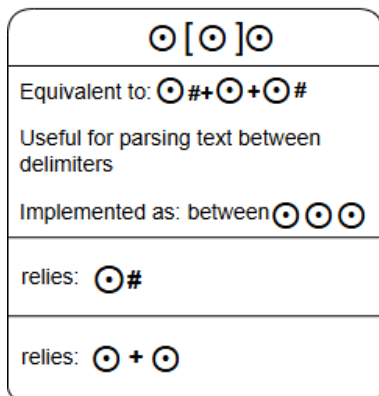 ⊙[⊙]⊙
Equivalent to: ⊙#+⊙+⊙#
Useful for parsing text between
delimiters
Implemented as: between⊙⊙⊙
relies: ⊙#
relies: ⊙ + ⊙